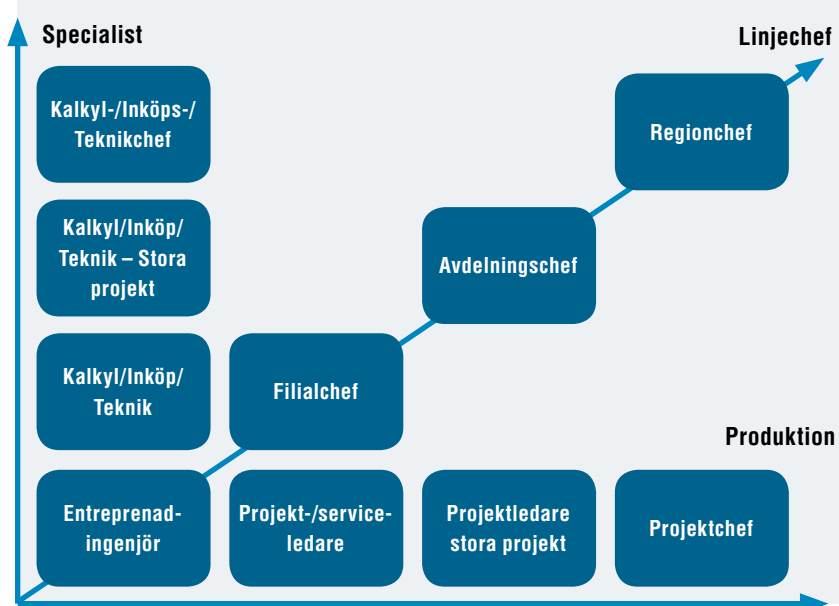 Specialist
Linjechef
Kalkyl-/Inköps-/
Teknikchef
Regionchef
Kalkyl/Inköp/
Teknik – Stora
projekt
Avdelningschef
Kalkyl/Inköp/
Teknik
Filialchef
Produktion
Entreprenad-
ingenjör
Projekt-/service-
ledare
Projektledare
stora projekt
Projektchef